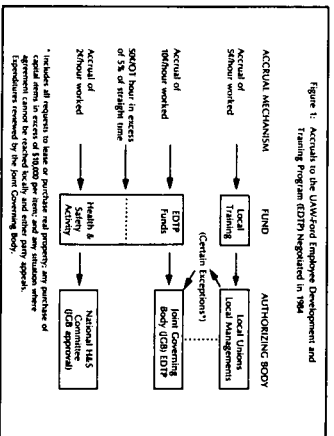 Figure 1: Accruals to the UAW-Ford Employee Development and
Training Program (EDTP) Negotiated in 1984
ACCRUAL MECHANISM
FUND
AUTHORIZING BODY
Accrual of
5¢/hour worked
Local
Training
Local Unions
Local Managements
(Certain Exceptions*)
Accrual of
10¢/hour worked
EDTP
Funds
Joint Governing
Body (JGB) EDTP
50¢/OT hour in excess
of 5% of straight time
Accrual of
2¢/hour worked
Health &
Safety
Activity
National H&S
Committee
(JGB approval)
* Includes all requests to lease or purchase real property; any purchase of
capital items in excess of $10,000 per item; and any situation where
agreement cannot be reached locally and either party appeals.
Expenditures reviewed by the Joint Governing Body.